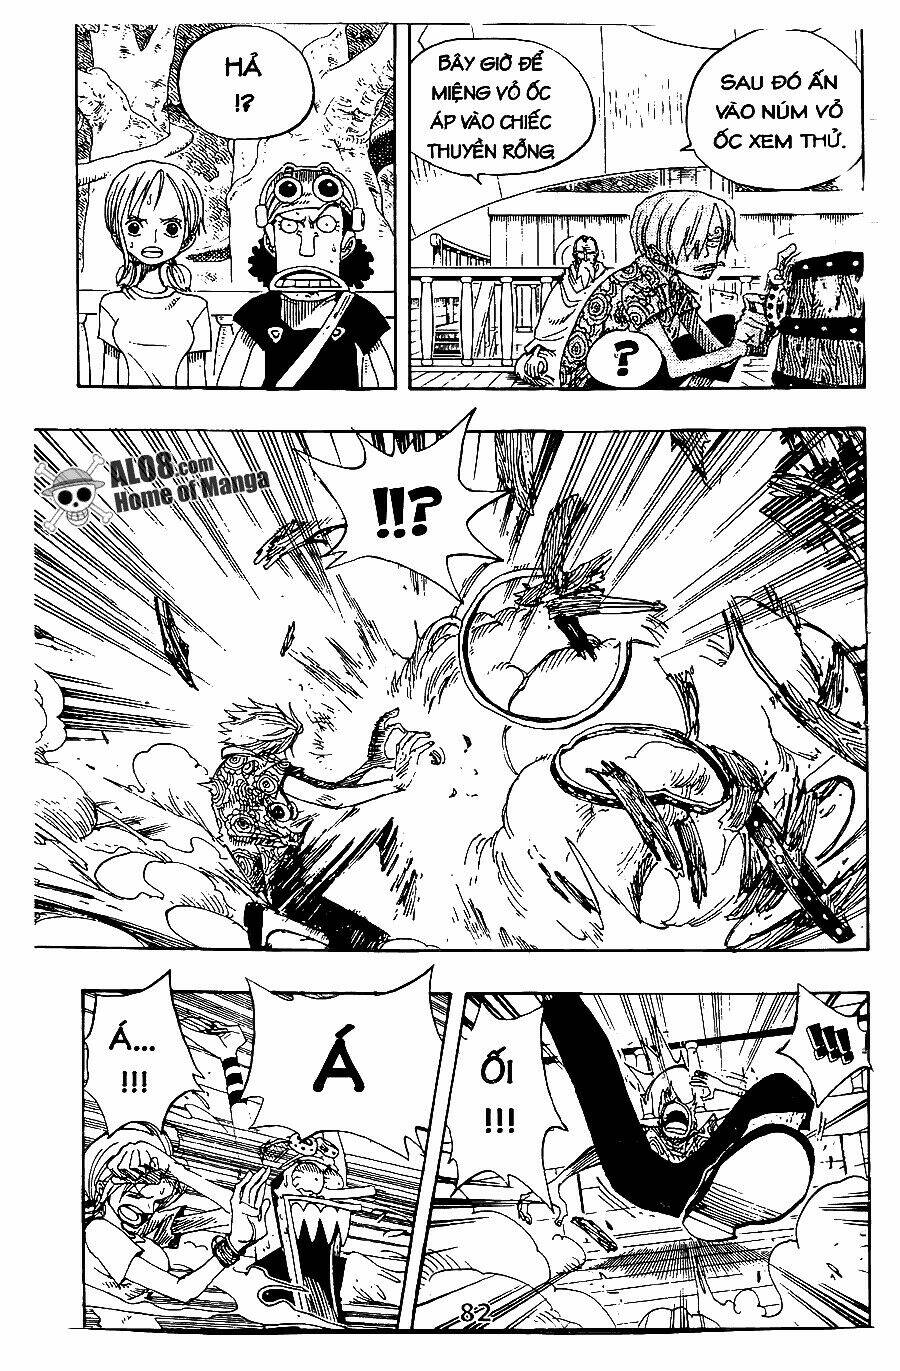 HẢ
!?
BÂY GIỜ ĐỂ
MIỆNG VỎ ỐC
ÁP VÀO CHIẾC
THUYỀN RỖNG.
SAU ĐÓ ẤN
VÀO NÚM VỎ
ỐC XEM THỬ.
?
ALO8.com
Home of Manga
!!?
Á...
!!!
Á
ỐI
!!!
!!!
82